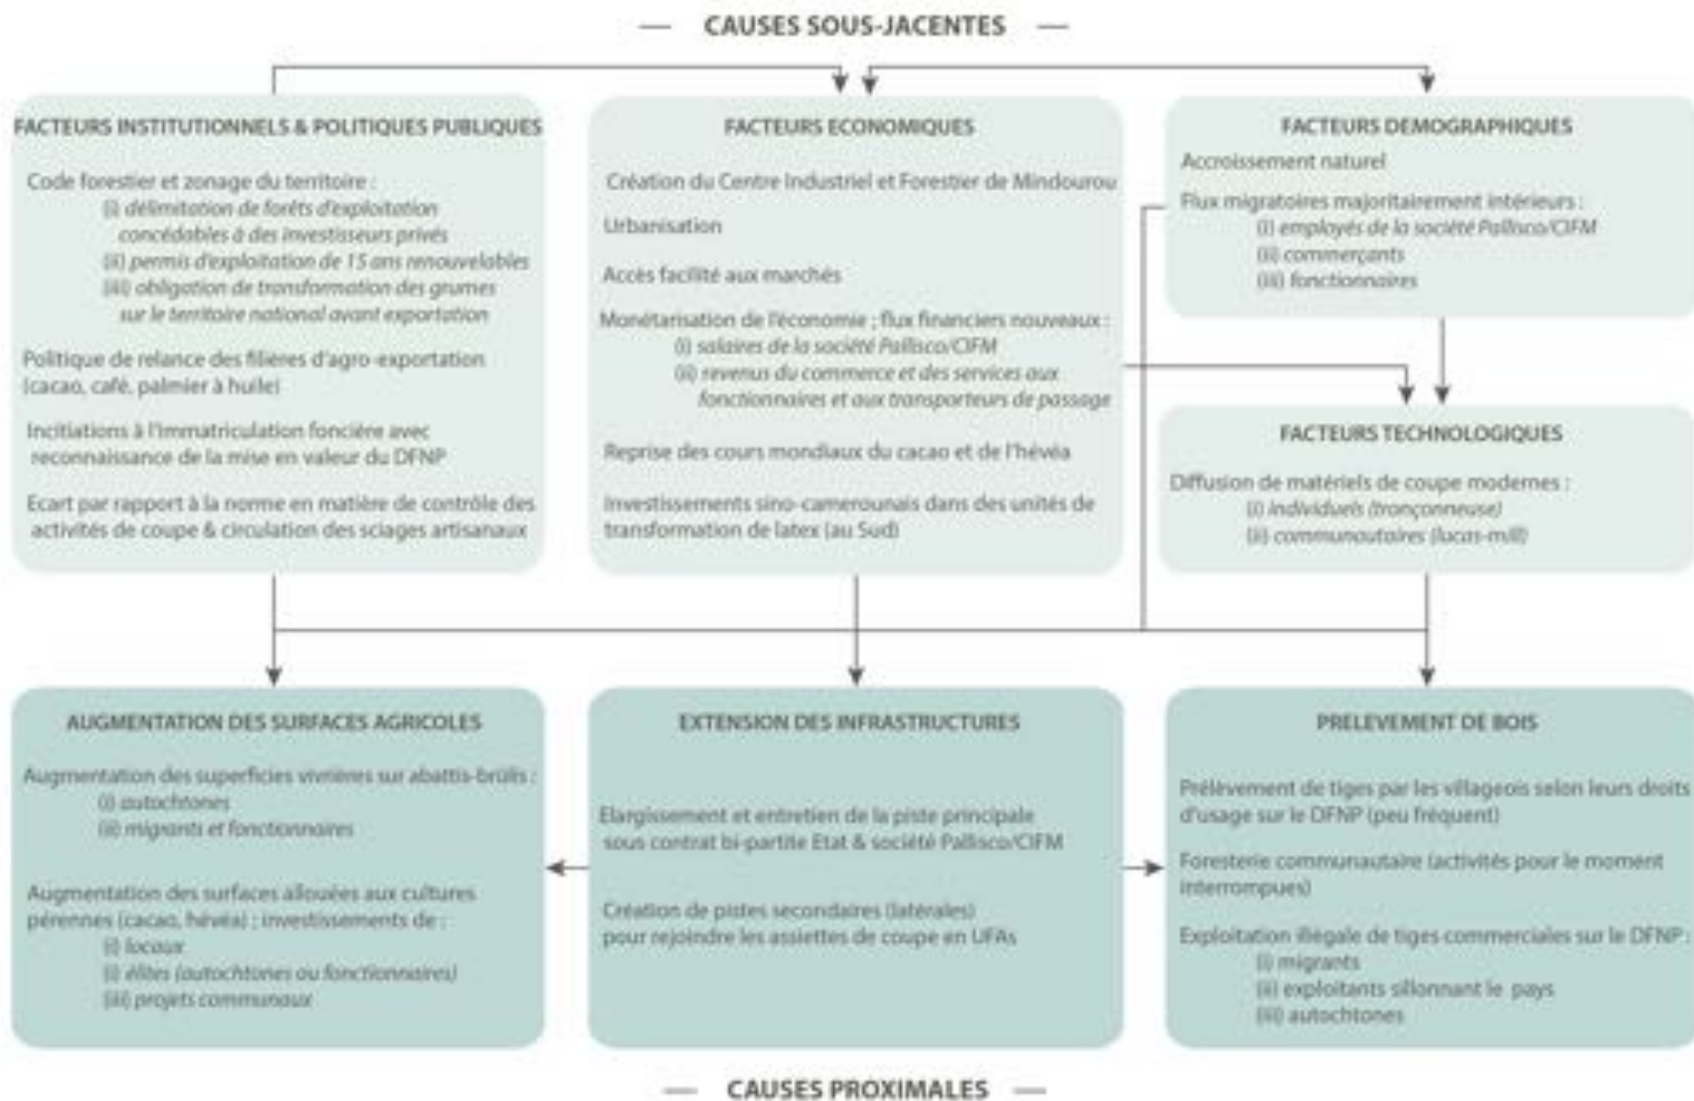 CAUSES SOUS-JACENTES
FACTEURS INSTITUTIONNELS & POLITIQUES PUBLIQUES
Code forestier et zonage du territoire :
(i) délimitation de forêts d'exploitation
concédables à des investisseurs privés
(ii) permis d'exploitation de 15 ans renouvelables
(iii) obligation de transformation des grumes
sur le territoire national avant exportation
Politique de relance des filières d'agro-exportation
(cacao, café, palmier à huile)
Incitiations à l'immatriculation foncière avec
reconnaissance de la mise en valeur du DFNP
Ecart par rapport à la norme en matière de contrôle des
activités de coupe & circulation des sciages artisanaux
FACTEURS ECONOMIQUES
Création du Centre Industriel et Forestier de Mindourou
Urbanisation
Accès facilité aux marchés
Monétarisation de l'économie ; flux financiers nouveaux :
(i) salaires de la société Pallisco/CIFM
(ii) revenus du commerce et des services aux
fonctionnaires et aux transporteurs de passage
Reprise des cours mondiaux du cacao et de l'hévéa
Investissements sino-camerounais dans des unités de
transformation de latex (au Sud)
FACTEURS DEMOGRAPHIQUES
Accroissement naturel
Flux migratoires majoritairement intérieurs :
(i) employés de la société Pallisco/CIFM
(ii) commerçants
(iii) fonctionnaires
FACTEURS TECHNOLOGIQUES
Diffusion de matériels de coupe modernes :
(i) individuels (tronçonneuse)
(ii) communautaires (lucas-mill)
AUGMENTATION DES SURFACES AGRICOLES
Augmentation des superficies vivrières sur abattis-brûlis :
(i) autochtones
(ii) migrants et fonctionnaires
Augmentation des surfaces allouées aux cultures
pérennes (cacao, hévéa) ; investissements de :
(i) locaux
(i) élites (autochtones ou fonctionnaires)
(iii) projets communaux
EXTENSION DES INFRASTRUCTURES
Elargissement et entretien de la piste principale
sous contrat bi-partite Etat & société Pallisco/CIFM
Création de pistes secondaires (latérales)
pour rejoindre les assiettes de coupe en UFAs
PRELEVEMENT DE BOIS
Prélèvement de tiges par les villageois selon leurs droits
d'usage sur le DFNP (peu fréquent)
Foresterie communautaire (activités pour le moment
interrompues)
Exploitation illégale de tiges commerciales sur le DFNP :
(i) migrants
(ii) exploitants sillonnant le pays
(iii) autochtones
CAUSES PROXIMALES